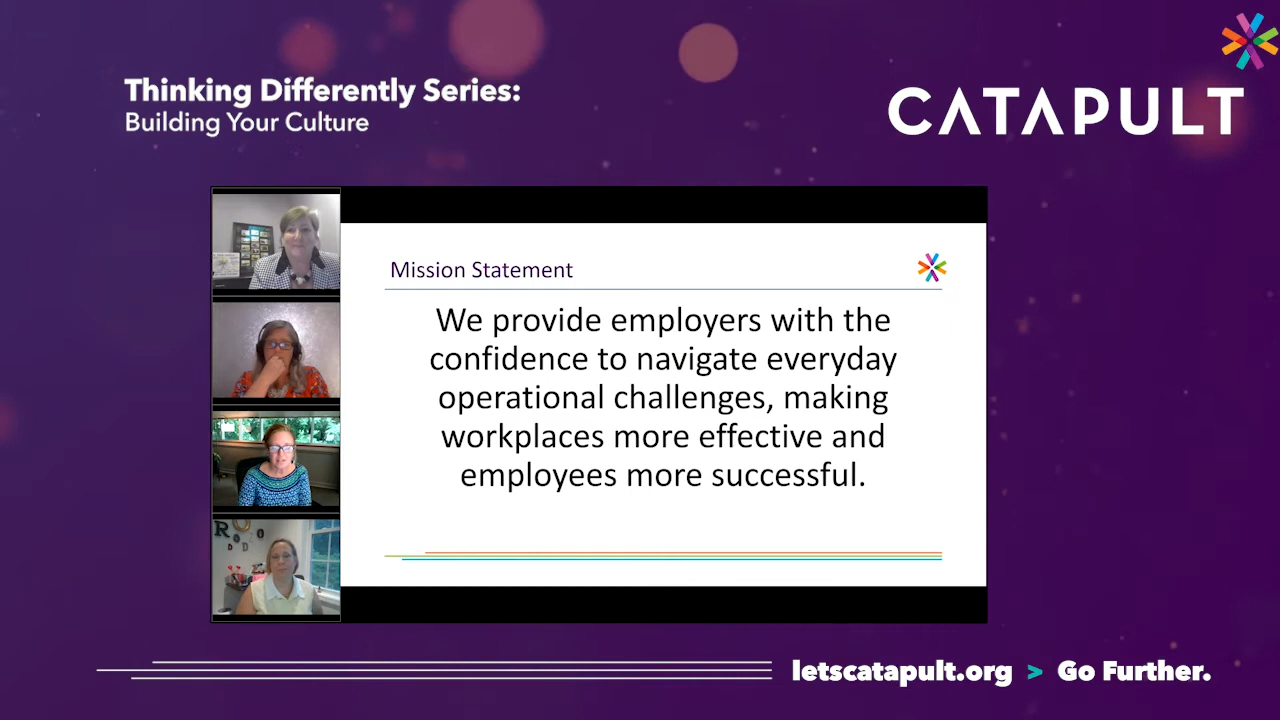 Thinking Differently Series:
Building Your Culture
CATAPULT
Mission Statement
We provide employers with the
confidence to navigate everyday
operational challenges, making
workplaces more effective and
employees more successful.
letscatapult.org > Go Further.